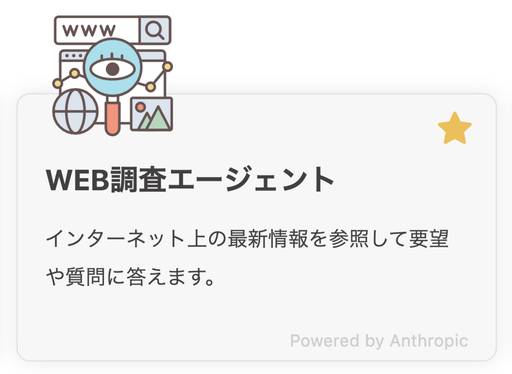 WWW
WEB調査エージェント
インターネット上の最新情報を参照して要望
や質問に答えます。
Powered by Anthropic